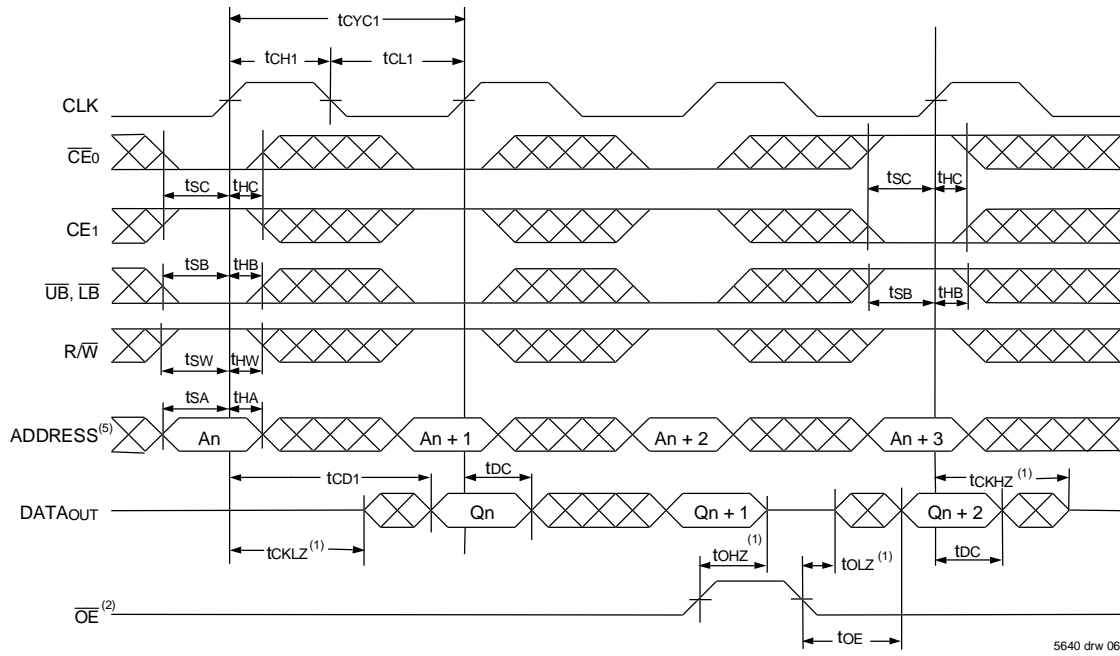 tCYC1
tCH1 tCL1
CLK
CE0
tSC tHC tSC tHC
CE1
tSB tHB tSB tHB
UB, LB
R/W
tSW tHW
tSA tHA
ADDRESS(5) An An + 1 An + 2 An + 3
tCD1 tDC tCKHZ (1)
DATAOUT Qn Qn + 1 Qn + 2
tCKLZ (1) tOHZ (1) tOLZ (1) tDC
OE (2)
tOE
5640 drw 06